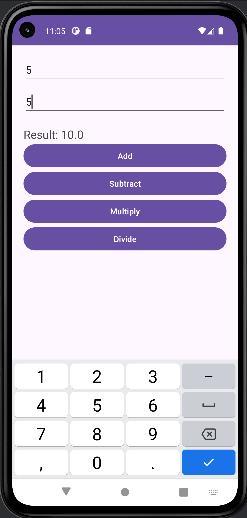 11:05
5
5
Result: 10.0
Add
Subtract
Multiply
Divide
1 2 3 –
4 5 6
7 8 9
, 0 .